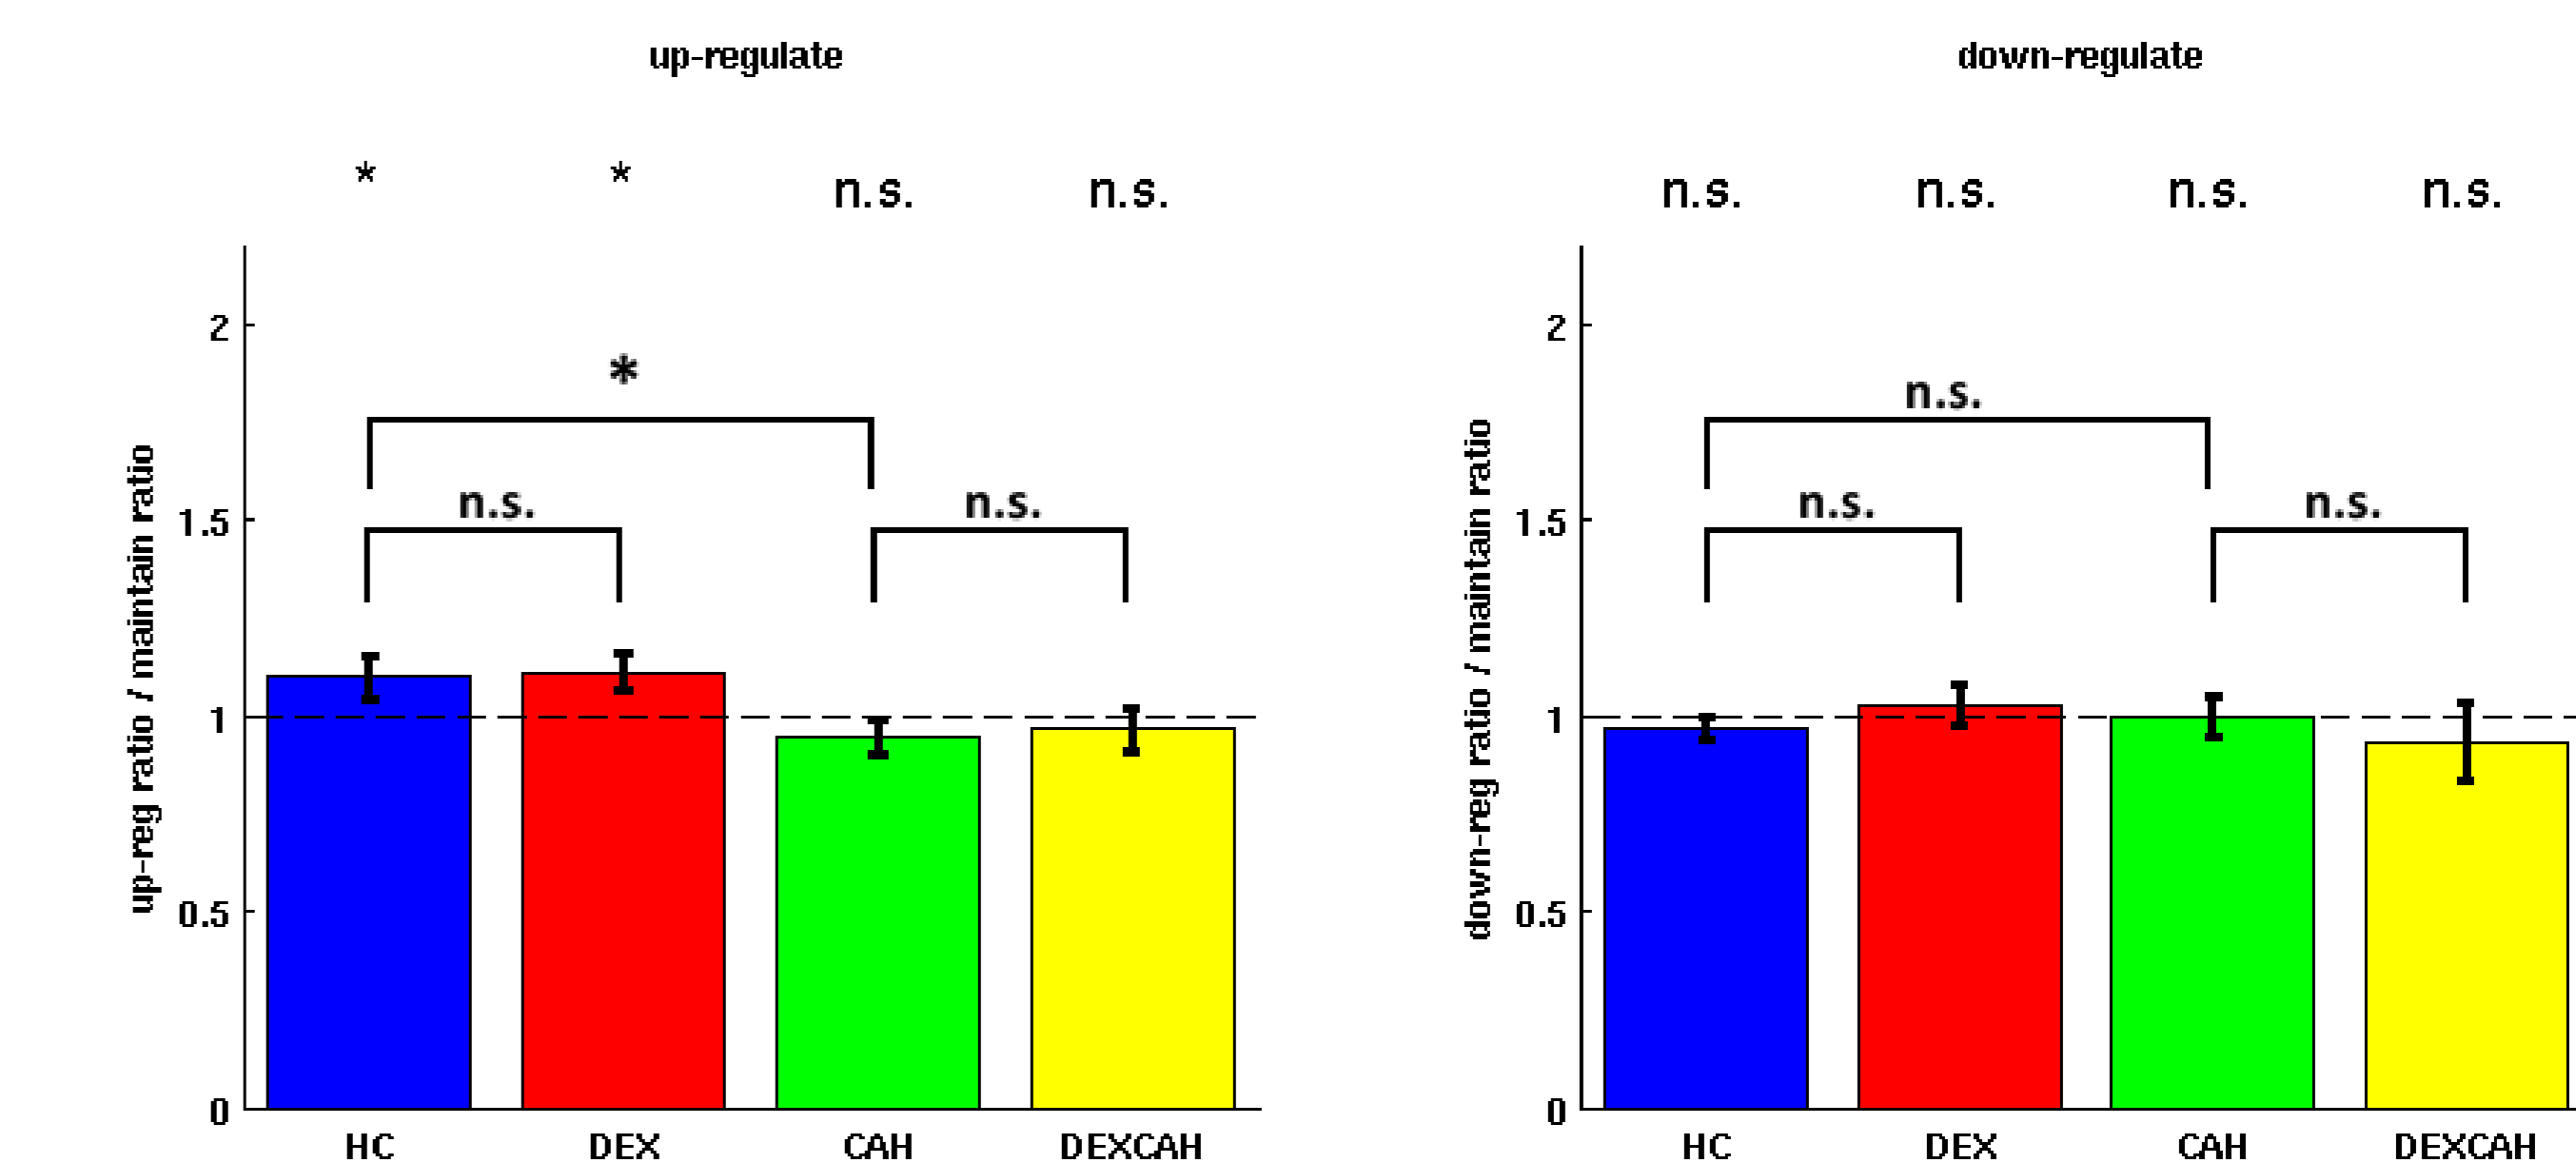 up-regulate
* * n.s. n.s.
*
n.s. n.s.
2
1.5
1
0.5
0
up-reg ratio / maintain ratio
HC DEX CAH DEXCAH
down-regulate
n.s. n.s. n.s. n.s.
n.s.
n.s. n.s.
2
1.5
1
0.5
0
down-reg ratio / maintain ratio
HC DEX CAH DEXCAH